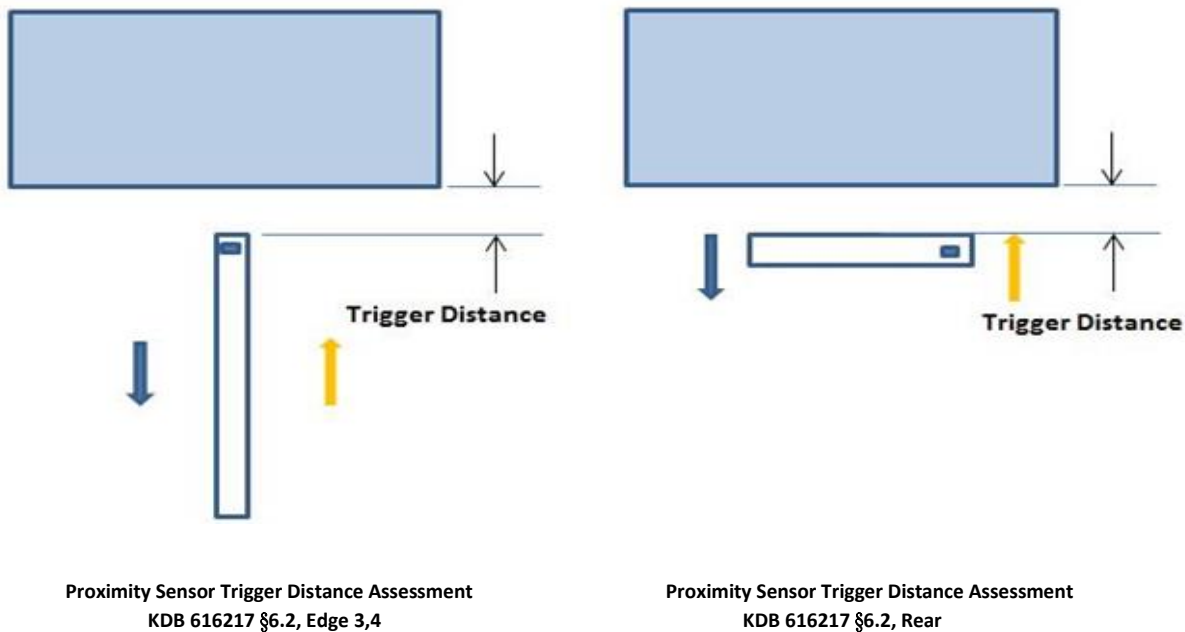 Trigger Distance
Trigger Distance
Proximity Sensor Trigger Distance Assessment
KDB 616217 §6.2, Edge 3,4
Proximity Sensor Trigger Distance Assessment
KDB 616217 §6.2, Rear